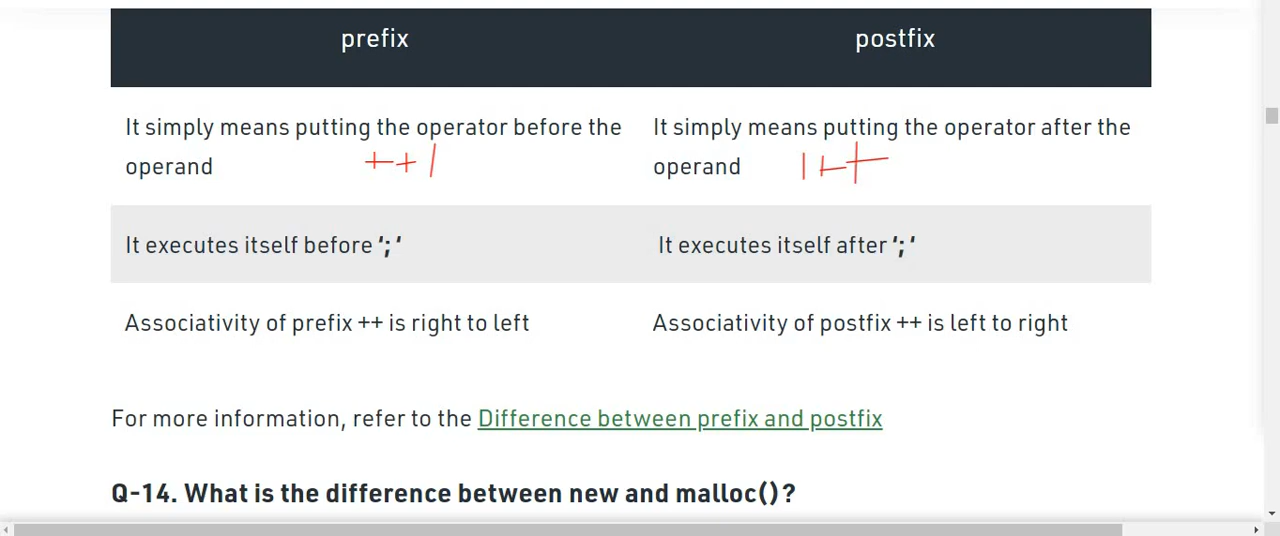 prefix postfix
It simply means putting the operator before the It simply means putting the operator after the
operand ++1 operand 1++
It executes itself before ‘; ‘ It executes itself after ‘; ‘
Associativity of prefix ++ is right to left Associativity of postfix ++ is left to right
For more information, refer to the Difference between prefix and postfix
Q-14. What is the difference between new and malloc()?